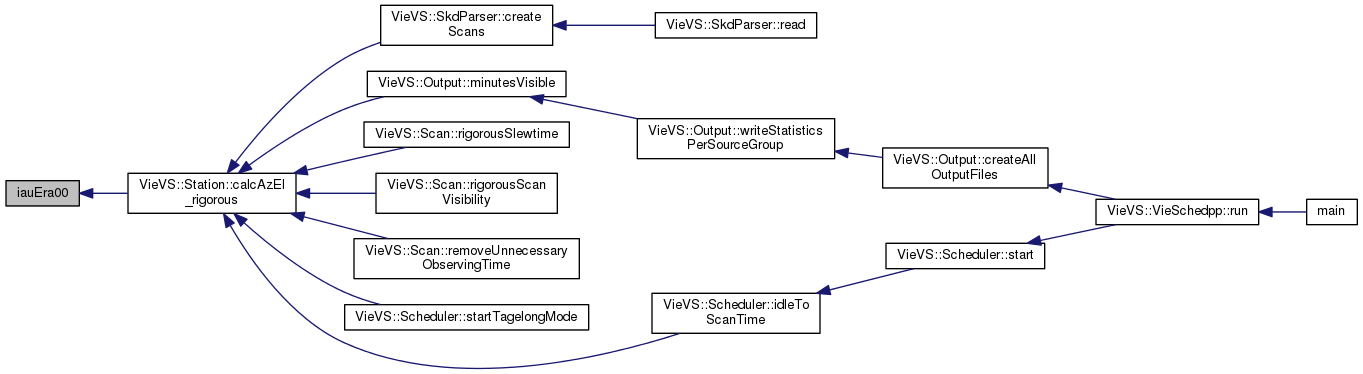 VieVS::SkdParser::create
Scans
VieVS::SkdParser::read
VieVS::Output::minutesVisible
VieVS::Scan::rigorousSlewtime
VieVS::Output::writeStatistics
PerSourceGroup
VieVS::Output::createAll
OutputFiles
iauEra00
VieVS::Station::calcAzEl
_rigorous
VieVS::Scan::rigorousScan
Visibility
VieVS::VieSchedpp::run
main
VieVS::Scan::removeUnnecessary
ObservingTime
VieVS::Scheduler::start
VieVS::Scheduler::startTagelongMode
VieVS::Scheduler::idleTo
ScanTime